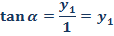 tan α = y₁/1 = y₁